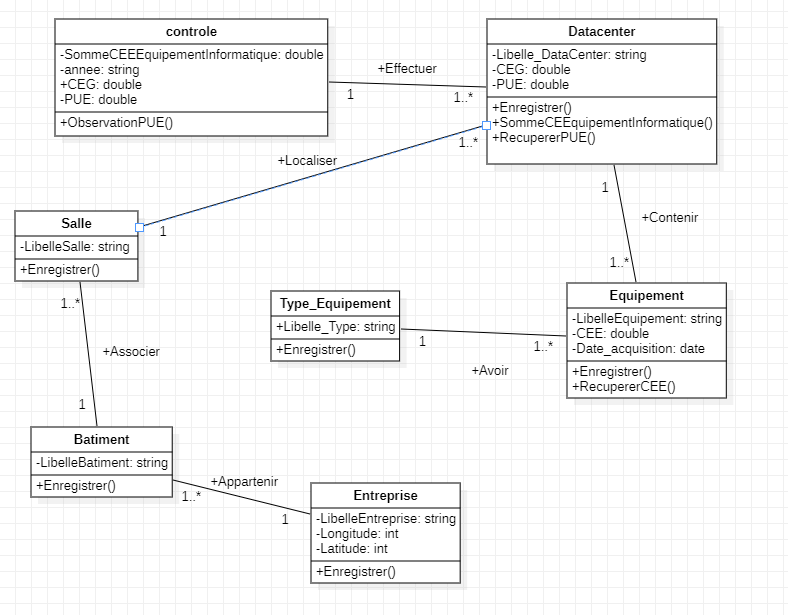 controle
-SommeCEEEquipementInformatique: double
-annee: string
+CEG: double
-PUE: double
+ObservationPUE()
+Effectuer
1
1..*
Datacenter
-Libelle_DataCenter: string
-CEG: double
-PUE: double
+Enregistrer()
+SommeCEEquipementInformatique()
+RecupererPUE()
1..*
+Localiser
1
Salle
-LibelleSalle: string
+Enregistrer()
1
+Contenir
1..*
1..*
+Associer
1
Type_Equipement
+Libelle_Type: string
+Enregistrer()
1
1..*
+Avoir
Equipement
-LibelleEquipement: string
-CEE: double
-Date_acquisition: date
+Enregistrer()
+RecupererCEE()
Batiment
-LibelleBatiment: string
+Enregistrer()
+Appartenir
1..*
1
Entreprise
-LibelleEntreprise: string
-Longitude: int
-Latitude: int
+Enregistrer()